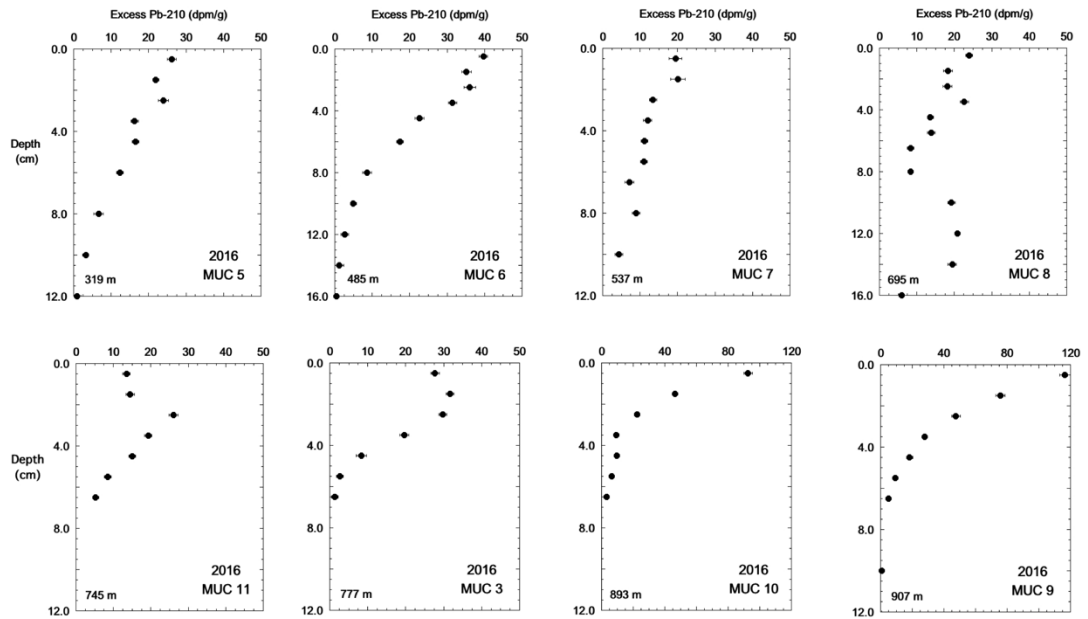 Excess Pb-210 (dpm/g) Excess Pb-210 (dpm/g) Excess Pb-210 (dpm/g) Excess Pb-210 (dpm/g)
0 10 20 30 40 50 0 10 20 30 40 50 0 10 20 30 40 50 0 10 20 30 40 50
0.0 0.0 0.0 0.0
4.0 4.0 4.0 4.0
Depth
(cm)
8.0 8.0 8.0 8.0
12.0 12.0
2016 2016 2016 2016
319 m MUC 5 485 m MUC 6 537 m MUC 7 695 m MUC 8
12.0 16.0 12.0 16.0
0 10 20 30 40 50 0 10 20 30 40 50 0 40 80 120 0 40 80 120
0.0 0.0 0.0 0.0
4.0 4.0 4.0 4.0
Depth
(cm)
8.0 8.0 8.0 8.0
2016 2016 2016 2016
745 m MUC 11 777 m MUC 3 893 m MUC 10 907 m MUC 9
12.0 12.0 12.0 12.0